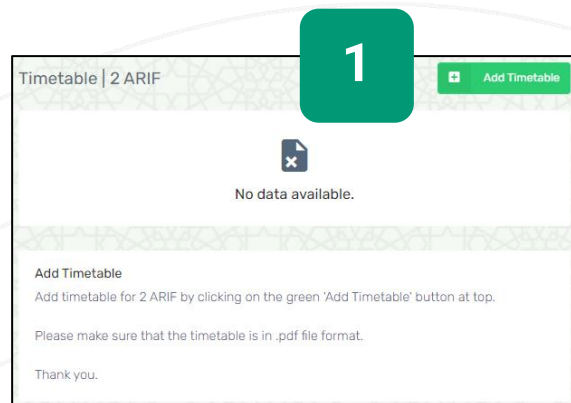 1
Timetable | 2 ARIF
Add Timetable
No data available.
Add Timetable
Add timetable for 2 ARIF by clicking on the green 'Add Timetable' button at top.
Please make sure that the timetable is in .pdf file format.
Thank you.